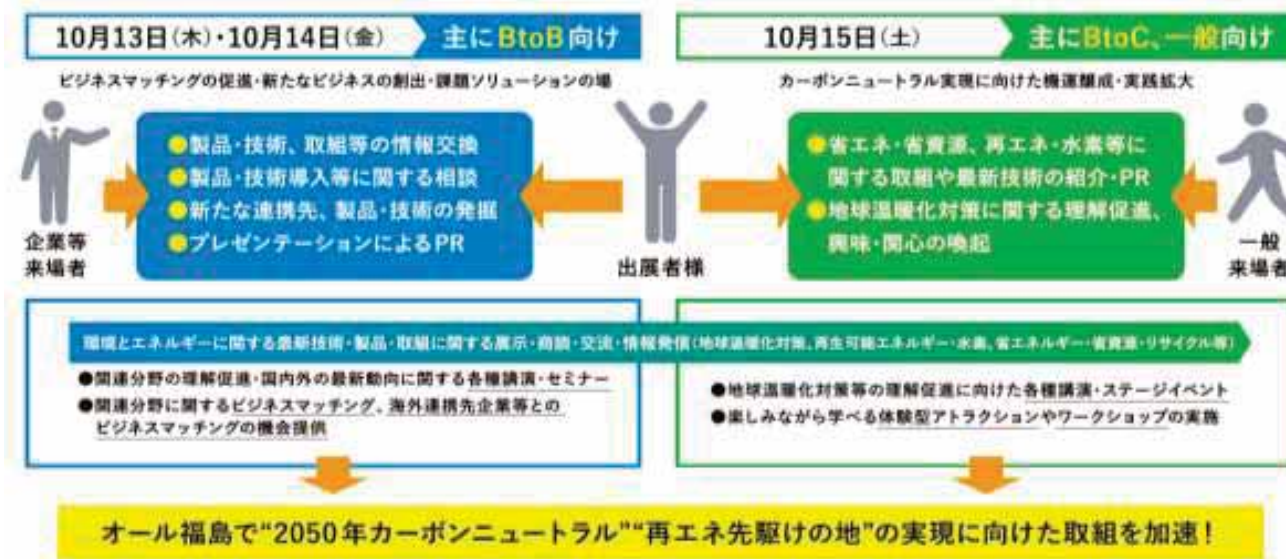 10月13日(木)・10月14日(金)
主にBtoB向け
ビジネスマッチングの促進・新たなビジネスの創出・課題ソリューションの場
●製品・技術、取組等の情報交換
●製品・技術導入等に関する相談
●新たな連携先、製品・技術の発掘
●プレゼンテーションによるPR
企業等
来場者
出展者様
10月15日(土)
主にBtoC、一般向け
カーボンニュートラル実現に向けた機運醸成・実践拡大
●省エネ・省資源、再エネ・水素等に
関する取組や最新技術の紹介・PR
●地球温暖化対策に関する理解促進、
興味・関心の喚起
一般
来場者
環境とエネルギーに関する最新技術・製品・取組に関する展示・商談・交流・情報発信(地球温暖化対策、再生可能エネルギー・水素、省エネルギー・省資源・リサイクル等)
●関連分野の理解促進・国内外の最新動向に関する各種講演・セミナー
●関連分野に関するビジネスマッチング、海外連携先企業等との
ビジネスマッチングの機会提供
●地球温暖化対策等の理解促進に向けた各種講演・ステージイベント
●楽しみながら学べる体験型アトラクションやワークショップの実施
オール福島で“2050年カーボンニュートラル”“再エネ先駆けの地”の実現に向けた取組を加速!